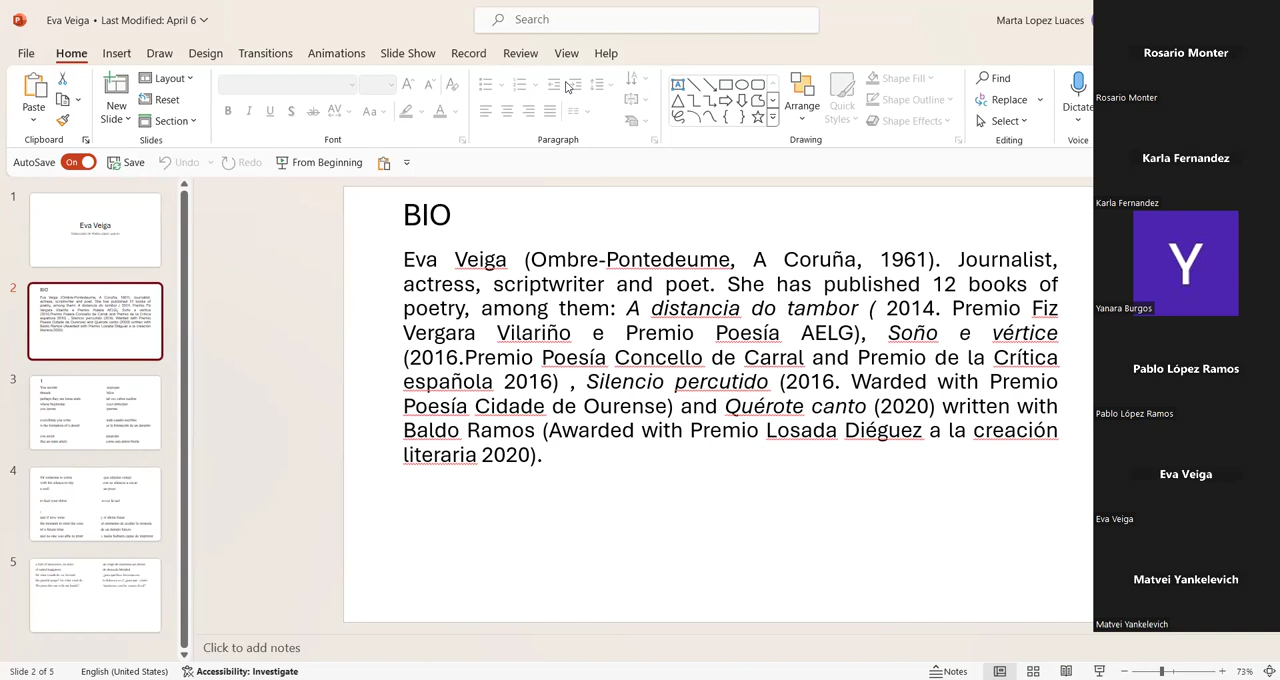 Eva Veiga • Last Modified: April 6
Search
Marta Lopez Luaces
File Home Insert Draw Design Transitions Animations Slide Show Record Review View Help
Paste
New Slide
Layout
Reset
Section
Arrange
Quick Styles
Shape Fill
Shape Outline
Shape Effects
Find
Replace
Select
Dictate
Clipboard Slides Font Paragraph Drawing Editing Voice
AutoSave On Save Undo Redo From Beginning
1
Eva Veiga
2
3
4
5
BIO
Eva Veiga (Ombre-Pontedeume, A Coruña, 1961). Journalist,
actress, scriptwriter and poet. She has published 12 books of
poetry, among them: A distancia do tambor ( 2014. Premio Fiz
Vergara Vilariño e Premio Poesía AELG), Soño e vértice
(2016.Premio Poesía Concello de Carral and Premio de la Crítica
española 2016) , Silencio percutido (2016. Warded with Premio
Poesía Cidade de Ourense) and Quérote canto (2020) written with
Baldo Ramos (Awarded with Premio Losada Diéguez a la creación
literaria 2020).
Click to add notes
Rosario Monter
Rosario Monter
Karla Fernandez
Karla Fernandez
Y
Yanara Burgos
Pablo López Ramos
Pablo López Ramos
Eva Veiga
Eva Veiga
Matvei Yankelevich
Matvei Yankelevich
Slide 2 of 5 English (United States) Accessibility: Investigate Notes 73%